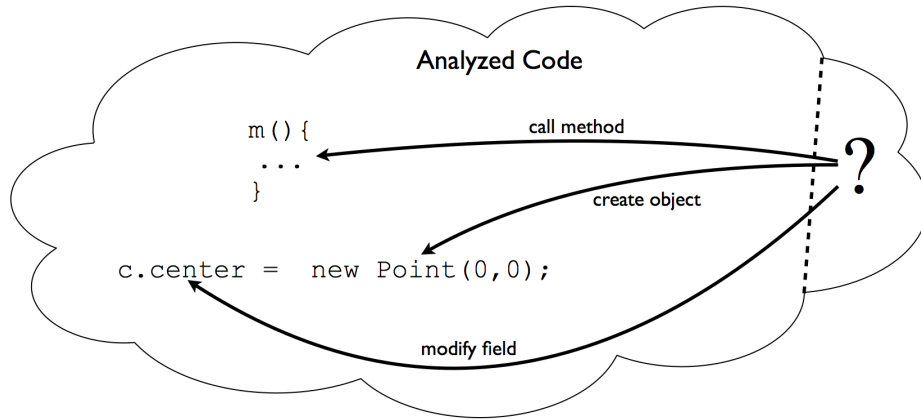 Analyzed Code
m(){
call method
...
?
}
create object
c.center = new Point(0,0);
modify field